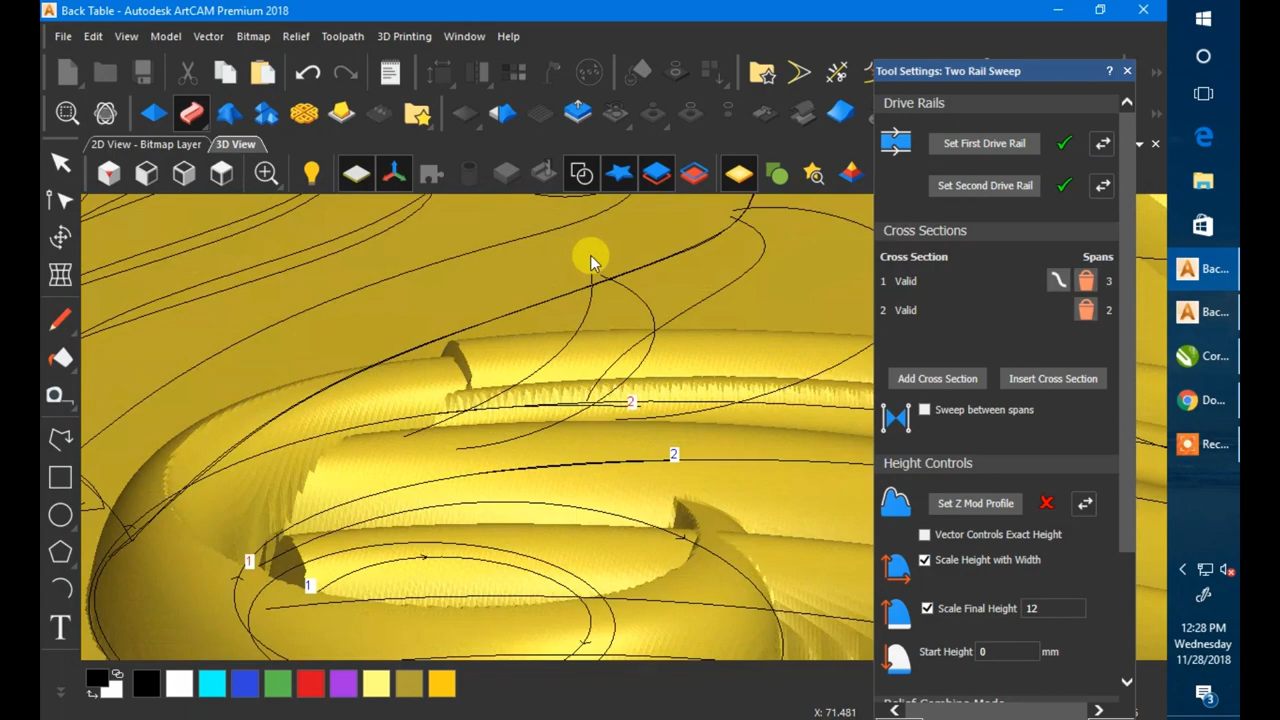 Back Table - Autodesk ArtCAM Premium 2018
File Edit View Model Vector Bitmap Relief Toolpath 3D Printing Window Help
Tool Settings: Two Rail Sweep ?
2D View - Bitmap Layer 3D View
Drive Rails
Set First Drive Rail
Set Second Drive Rail
Cross Sections
Cross Section Spans
1 Valid 3
2 Valid 2
Add Cross Section Insert Cross Section
Sweep between spans
Height Controls
Set Z Mod Profile
Vector Controls Exact Height
Scale Height with Width
Scale Final Height 12
Start Height 0 mm
2
2
1
1
T
X: 71.481
Bac...
Bac...
Cor...
Do...
Rec...
12:28 PM
Wednesday
11/28/2018
3